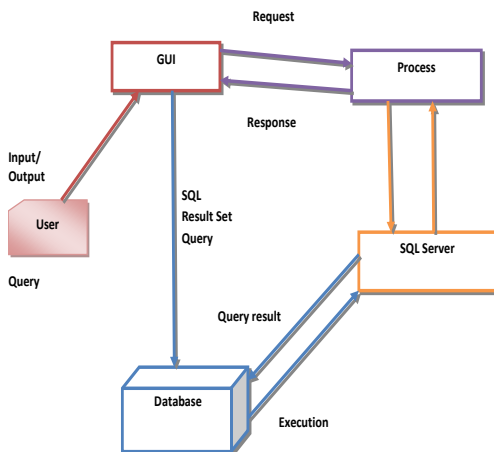 Request
GUI
Process
Response
Input/
Output
SQL
Result Set
Query
User
SQL Server
Query
Query result
Database
Execution